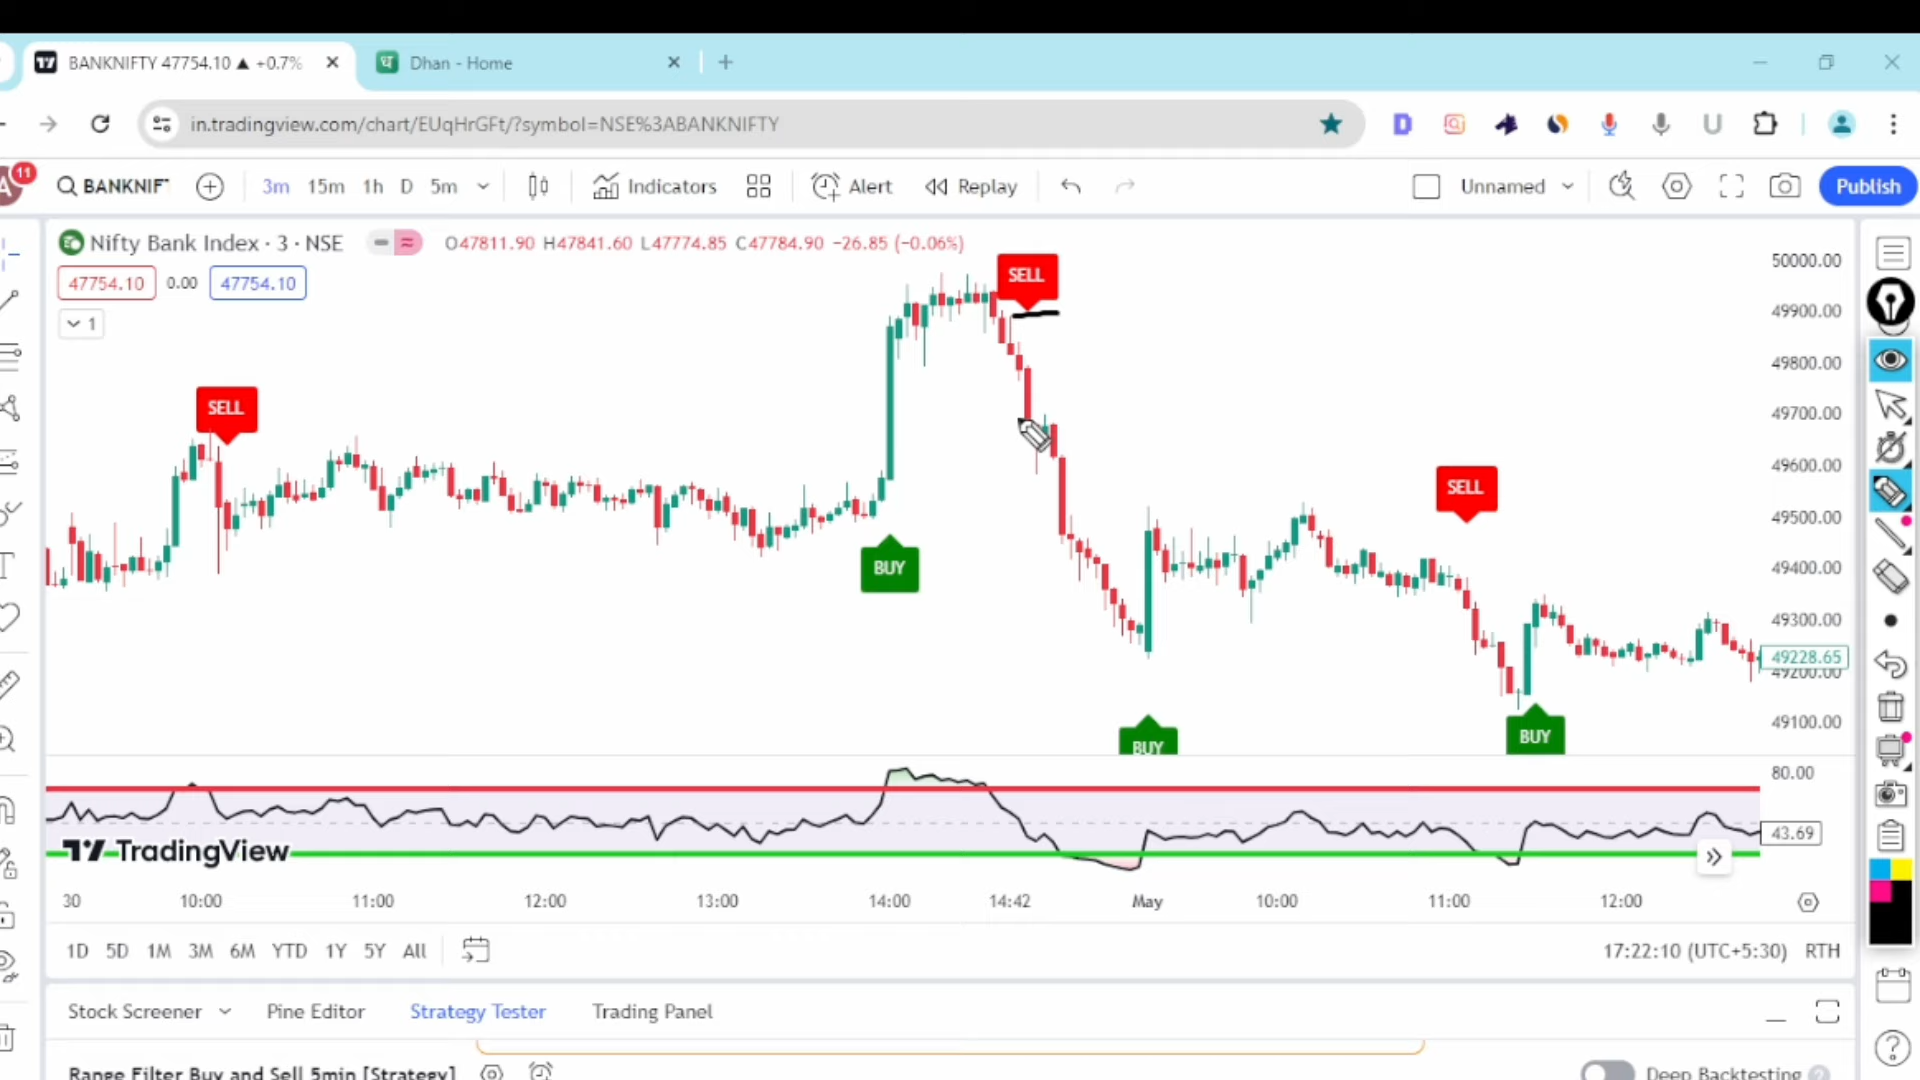 BANKNIFTY 47754.10 ▲ +0.7%
Dhan - Home
in.tradingview.com/chart/EUqHrGFt/?symbol=NSE%3ABANKNIFTY
A 11
BANKNIF
3m 15m 1h D 5m
Indicators
Alert
Replay
Unnamed
Publish
Nifty Bank Index · 3 · NSE
O47811.90 H47841.60 L47774.85 C47784.90 −26.85 (−0.06%)
47754.10 0.00 47754.10
1
SELL
SELL
SELL
BUY
BUY
BUY
50000.00
49900.00
49800.00
49700.00
49600.00
49500.00
49400.00
49300.00
49228.65
49200.00
49100.00
80.00
43.69
TradingView
30 10:00 11:00 12:00 13:00 14:00 14:42 May 10:00 11:00 12:00
1D 5D 1M 3M 6M YTD 1Y 5Y All
17:22:10 (UTC+5:30) RTH
Stock Screener Pine Editor Strategy Tester Trading Panel
Range Filter Buy and Sell 5min [Strategy]
Deep Backtesting